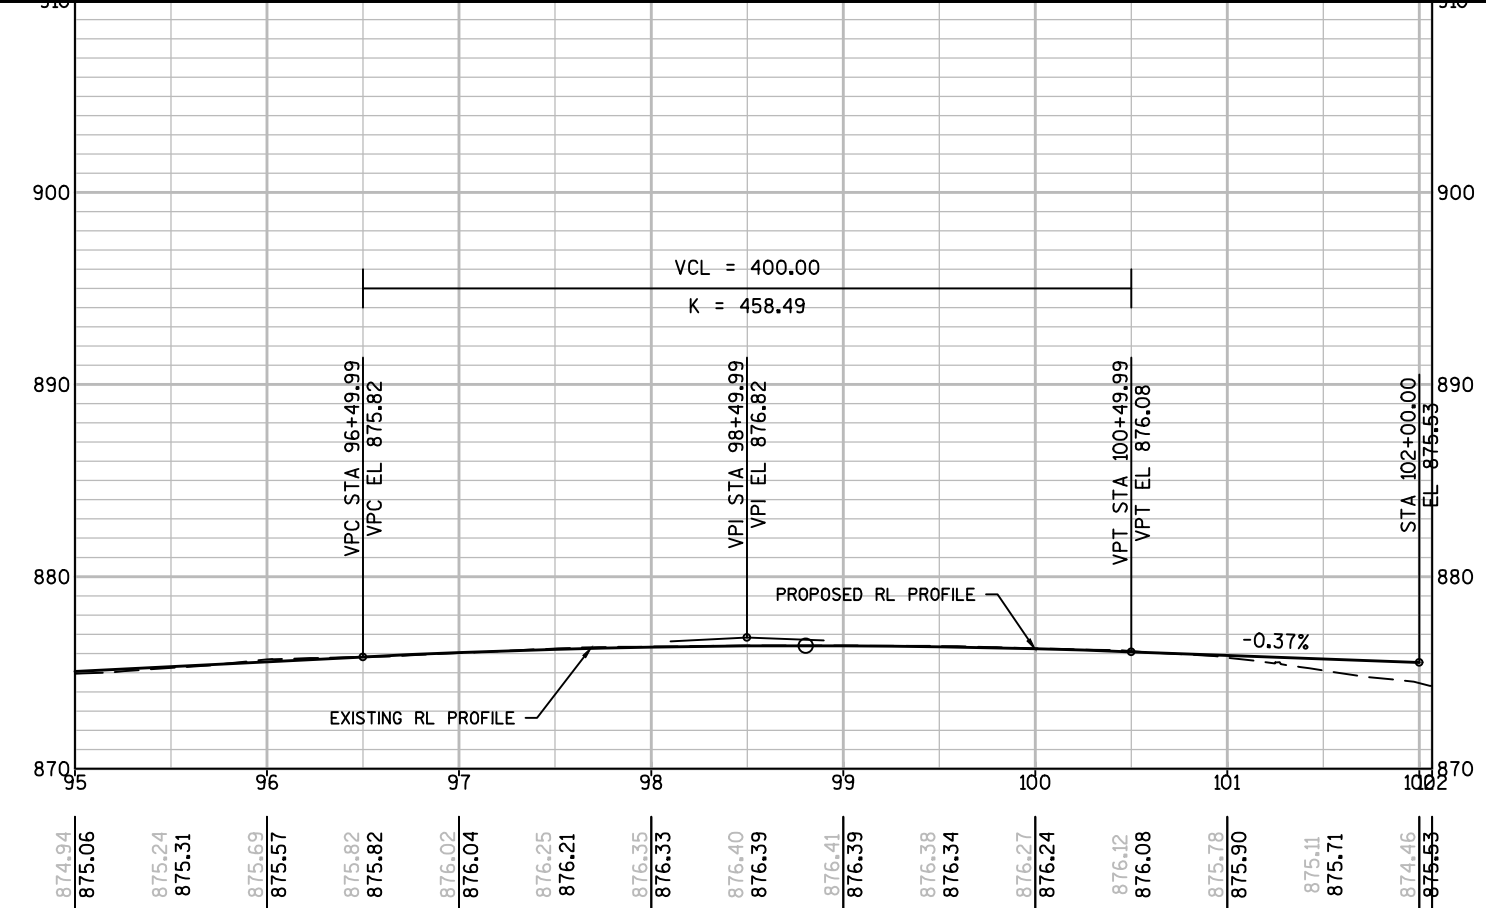 910 910
900 900
VCL = 400.00
K = 458.49
890 890
VPC STA 96+49.99
VPC EL 875.82
VPI STA 98+49.99
VPI EL 876.82
VPT STA 100+49.99
VPT EL 876.08
STA 102+00.00
EL 875.53
880 880
PROPOSED RL PROFILE
-0.37%
EXISTING RL PROFILE
870 870
95 96 97 98 99 100 101 102 102
874.94 875.06
875.24 875.31
875.69 875.57
875.82 875.82
876.02 876.04
876.25 876.21
876.35 876.33
876.40 876.39
876.41 876.39
876.38 876.34
876.27 876.24
876.12 876.08
875.78 875.90
875.11 875.71
874.46 875.53